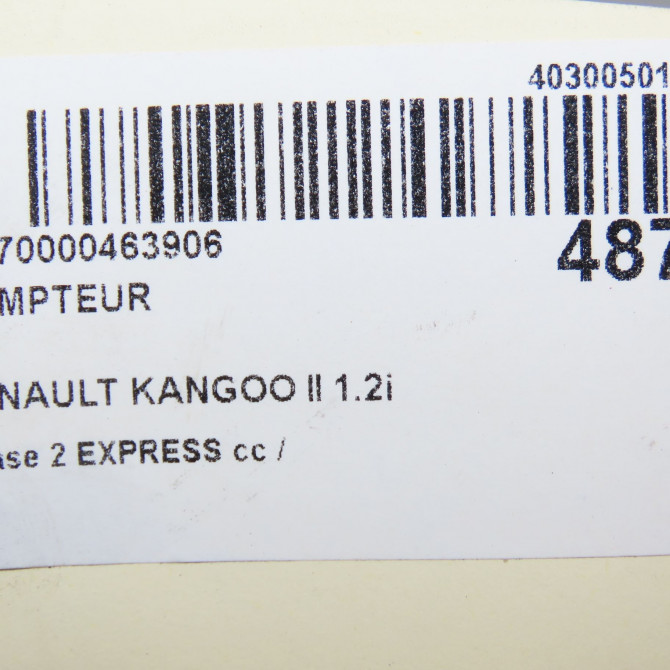 40300501
70000463906
487
MPTEUR
NAULT KANGOO II 1.2i
ase 2 EXPRESS cc /